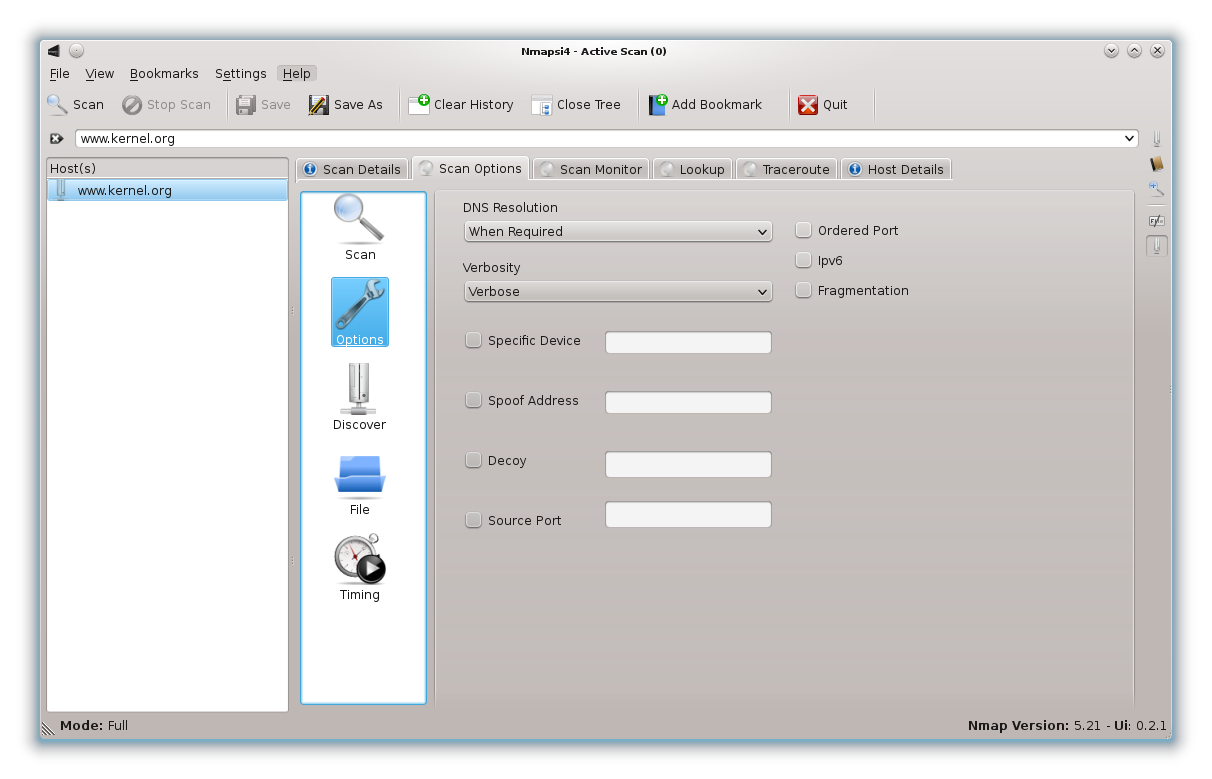 Nmapsi4 - Active Scan (0)
File View Bookmarks Settings Help
Scan Stop Scan Save Save As Clear History Close Tree Add Bookmark Quit
www.kernel.org
Host(s)
www.kernel.org
Scan Details Scan Options Scan Monitor Lookup Traceroute Host Details
Scan
Options
Discover
File
Timing
DNS Resolution
When Required
Ordered Port
Ipv6
Verbosity
Verbose
Fragmentation
Specific Device
Spoof Address
Decoy
Source Port
Mode: Full
Nmap Version: 5.21 - Ui: 0.2.1